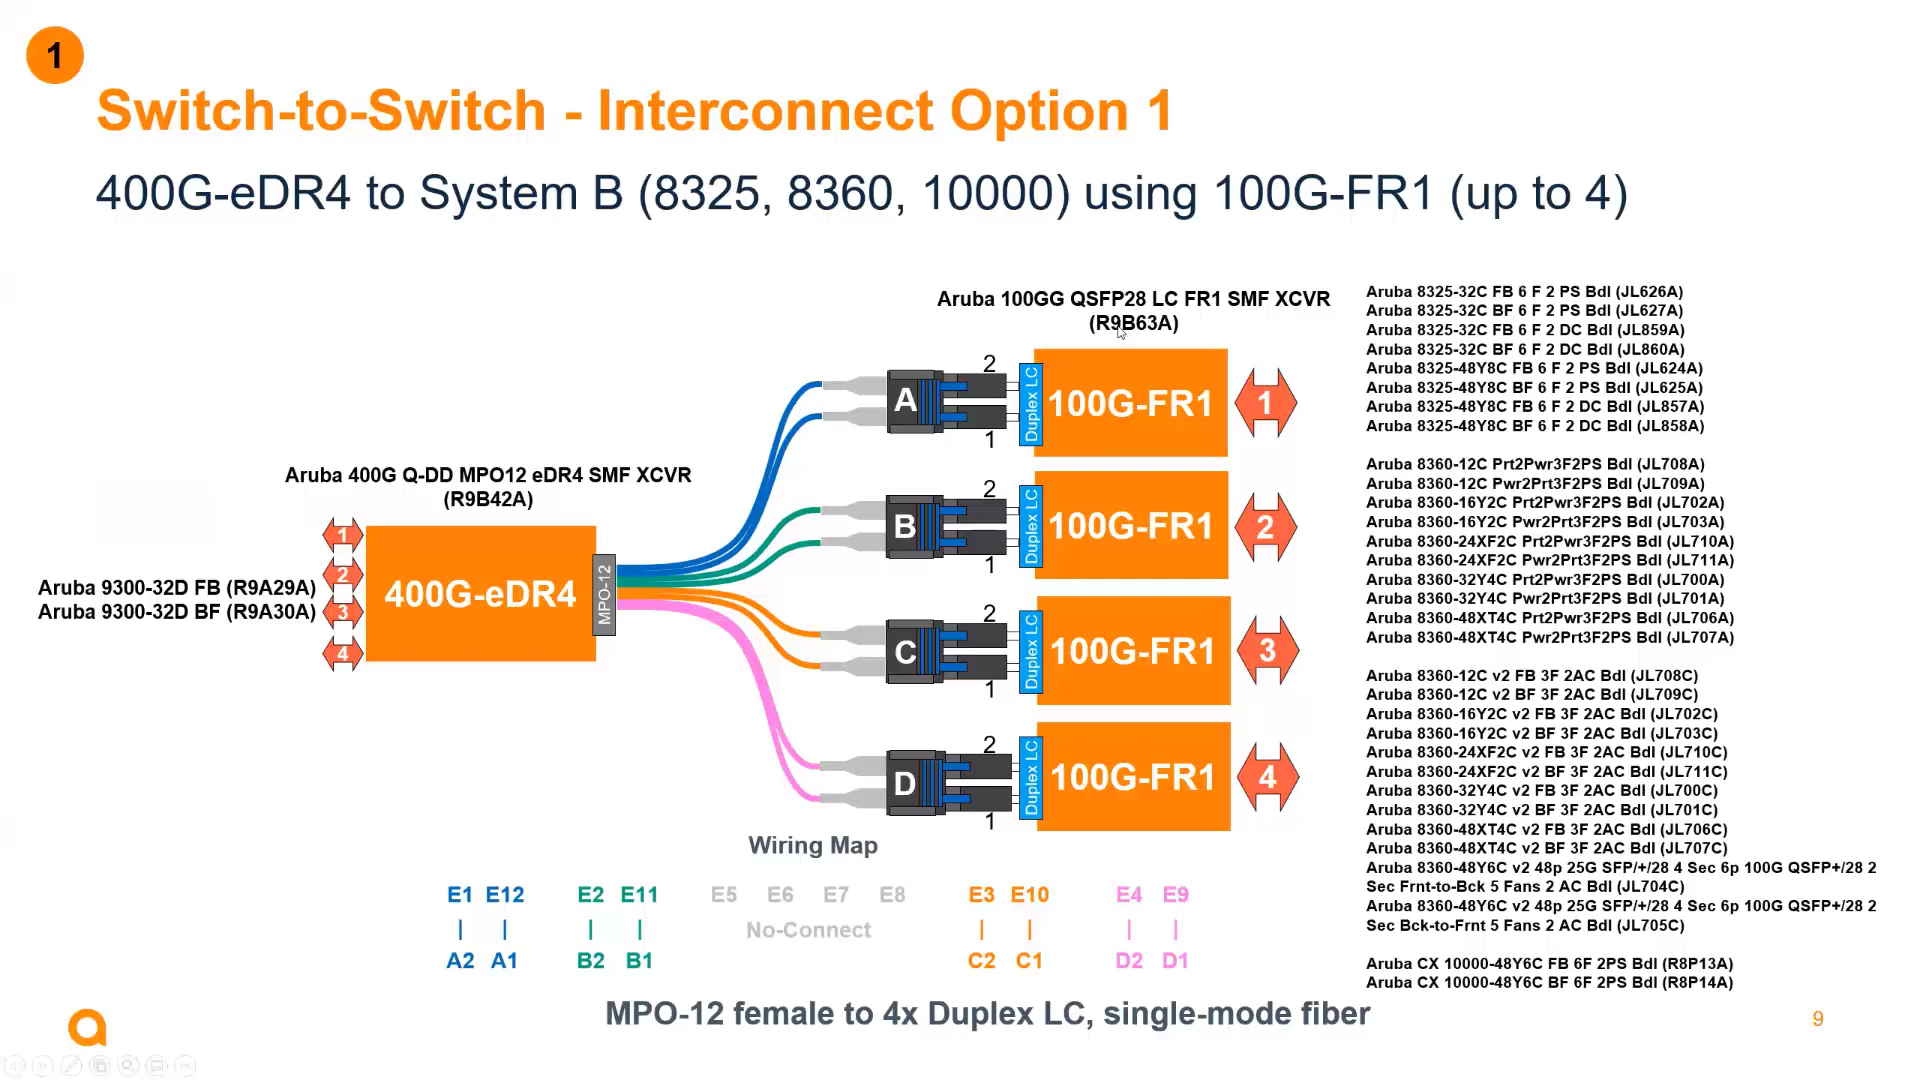 1
Switch-to-Switch - Interconnect Option 1
400G-eDR4 to System B (8325, 8360, 10000) using 100G-FR1 (up to 4)
Aruba 100GG QSFP28 LC FR1 SMF XCVR
(R9B63A)
A
2
1
Duplex LC
100G-FR1
1
B
2
1
Duplex LC
100G-FR1
2
C
2
1
Duplex LC
100G-FR1
3
D
2
1
Duplex LC
100G-FR1
4
Aruba 400G Q-DD MPO12 eDR4 SMF XCVR
(R9B42A)
1
2
3
4
Aruba 9300-32D FB (R9A29A)
Aruba 9300-32D BF (R9A30A)
400G-eDR4
MPO-12
Aruba 8325-32C FB 6 F 2 PS Bdl (JL626A)
Aruba 8325-32C BF 6 F 2 PS Bdl (JL627A)
Aruba 8325-32C FB 6 F 2 DC Bdl (JL859A)
Aruba 8325-32C BF 6 F 2 DC Bdl (JL860A)
Aruba 8325-48Y8C FB 6 F 2 PS Bdl (JL624A)
Aruba 8325-48Y8C BF 6 F 2 PS Bdl (JL625A)
Aruba 8325-48Y8C FB 6 F 2 DC Bdl (JL857A)
Aruba 8325-48Y8C BF 6 F 2 DC Bdl (JL858A)
Aruba 8360-12C Prt2Pwr3F2PS Bdl (JL708A)
Aruba 8360-12C Pwr2Prt3F2PS Bdl (JL709A)
Aruba 8360-16Y2C Prt2Pwr3F2PS Bdl (JL702A)
Aruba 8360-16Y2C Pwr2Prt3F2PS Bdl (JL703A)
Aruba 8360-24XF2C Prt2Pwr3F2PS Bdl (JL710A)
Aruba 8360-24XF2C Pwr2Prt3F2PS Bdl (JL711A)
Aruba 8360-32Y4C Prt2Pwr3F2PS Bdl (JL700A)
Aruba 8360-32Y4C Pwr2Prt3F2PS Bdl (JL701A)
Aruba 8360-48XT4C Prt2Pwr3F2PS Bdl (JL706A)
Aruba 8360-48XT4C Pwr2Prt3F2PS Bdl (JL707A)
Aruba 8360-12C v2 FB 3F 2AC Bdl (JL708C)
Aruba 8360-12C v2 BF 3F 2AC Bdl (JL709C)
Aruba 8360-16Y2C v2 FB 3F 2AC Bdl (JL702C)
Aruba 8360-16Y2C v2 BF 3F 2AC Bdl (JL703C)
Aruba 8360-24XF2C v2 FB 3F 2AC Bdl (JL710C)
Aruba 8360-24XF2C v2 BF 3F 2AC Bdl (JL711C)
Aruba 8360-32Y4C v2 FB 3F 2AC Bdl (JL700C)
Aruba 8360-32Y4C v2 BF 3F 2AC Bdl (JL701C)
Aruba 8360-48XT4C v2 FB 3F 2AC Bdl (JL706C)
Aruba 8360-48XT4C v2 BF 3F 2AC Bdl (JL707C)
Aruba 8360-48Y6C v2 48p 25G SFP/+/28 4 Sec 6p 100G QSFP+/28 2
Sec Frnt-to-Bck 5 Fans 2 AC Bdl (JL704C)
Aruba 8360-48Y6C v2 48p 25G SFP/+/28 4 Sec 6p 100G QSFP+/28 2
Sec Bck-to-Frnt 5 Fans 2 AC Bdl (JL705C)
Aruba CX 10000-48Y6C FB 6F 2PS Bdl (R8P13A)
Aruba CX 10000-48Y6C BF 6F 2PS Bdl (R8P14A)
Wiring Map
E1 E12 E2 E11 E5 E6 E7 E8 E3 E10 E4 E9
No-Connect
A2 A1 B2 B1 C2 C1 D2 D1
MPO-12 female to 4x Duplex LC, single-mode fiber
9